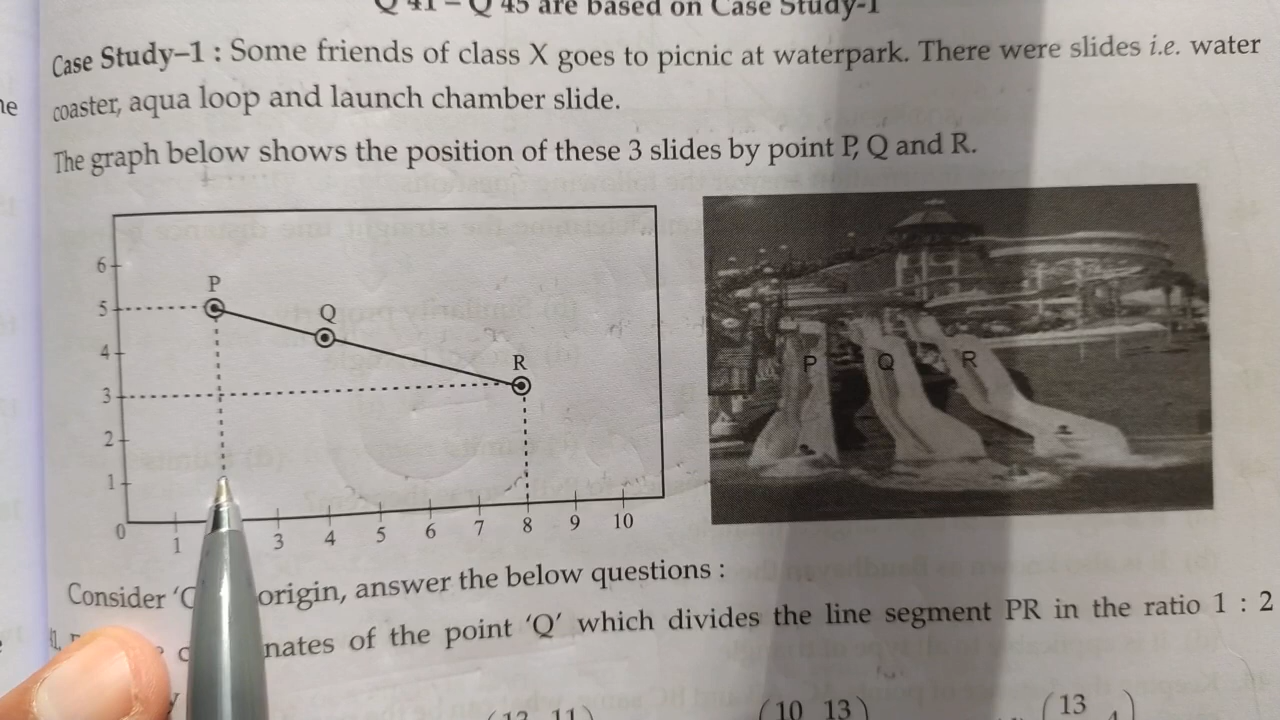 Q 41 – Q 45 are based on Case Study-1
Case Study–1 : Some friends of class X goes to picnic at waterpark. There were slides i.e. water
coaster, aqua loop and launch chamber slide.
The graph below shows the position of these 3 slides by point P, Q and R.
6
5
4
3
2
1
0
P
Q
R
1 3 4 5 6 7 8 9 10
P Q R
Consider origin, answer the below questions :
of the point ‘Q’ which divides the line segment PR in the ratio 1 : 2
10 13
13